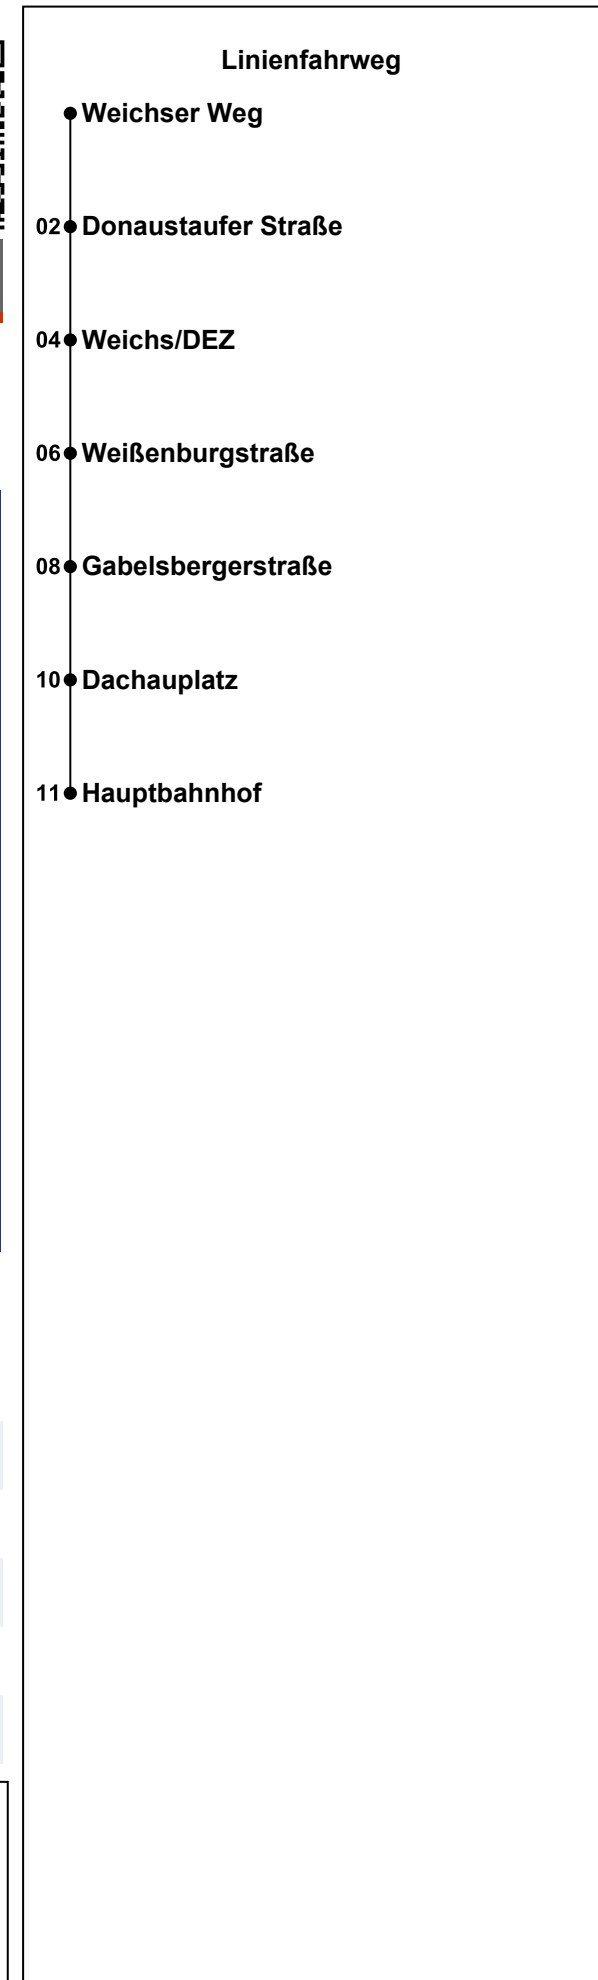 Linienfahrweg
Weichser Weg
02 Donaustaufer Straße
04 Weichs/DEZ
06 Weißenburgstraße
08 Gabelsbergerstraße
10 Dachauplatz
11 Hauptbahnhof